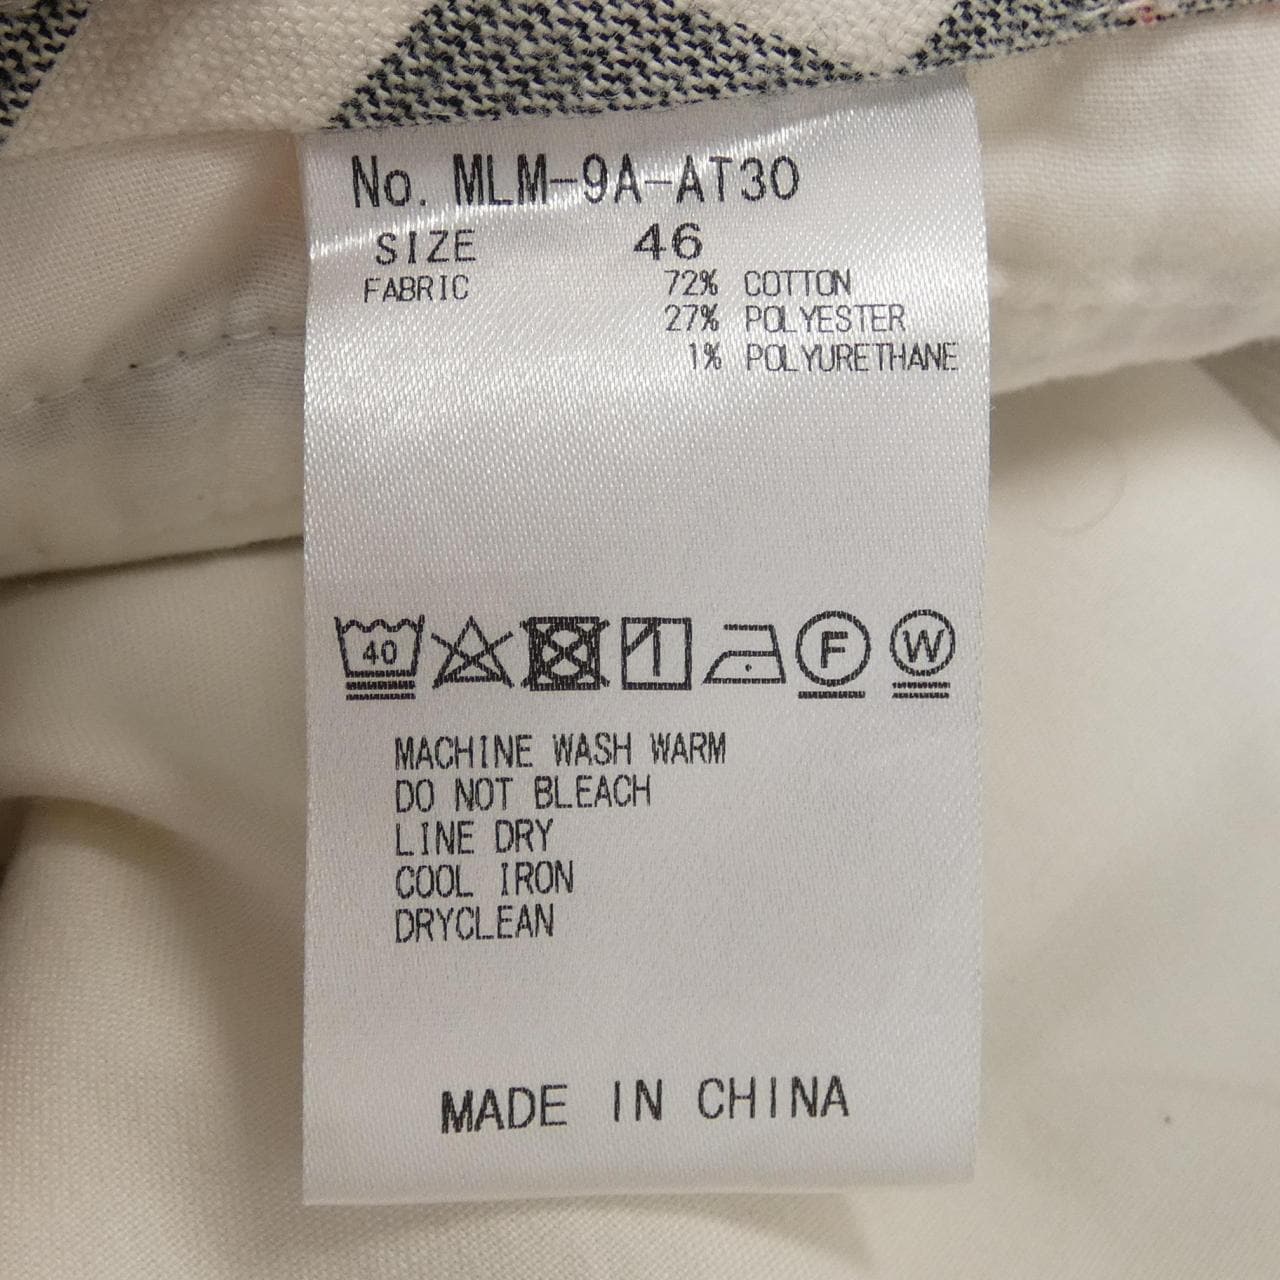 No. MLM-9A-AT30
SIZE 46
FABRIC 72% COTTON
27% POLYESTER
1% POLYURETHANE
40 F W
MACHINE WASH WARM
DO NOT BLEACH
LINE DRY
COOL IRON
DRYCLEAN
MADE IN CHINA